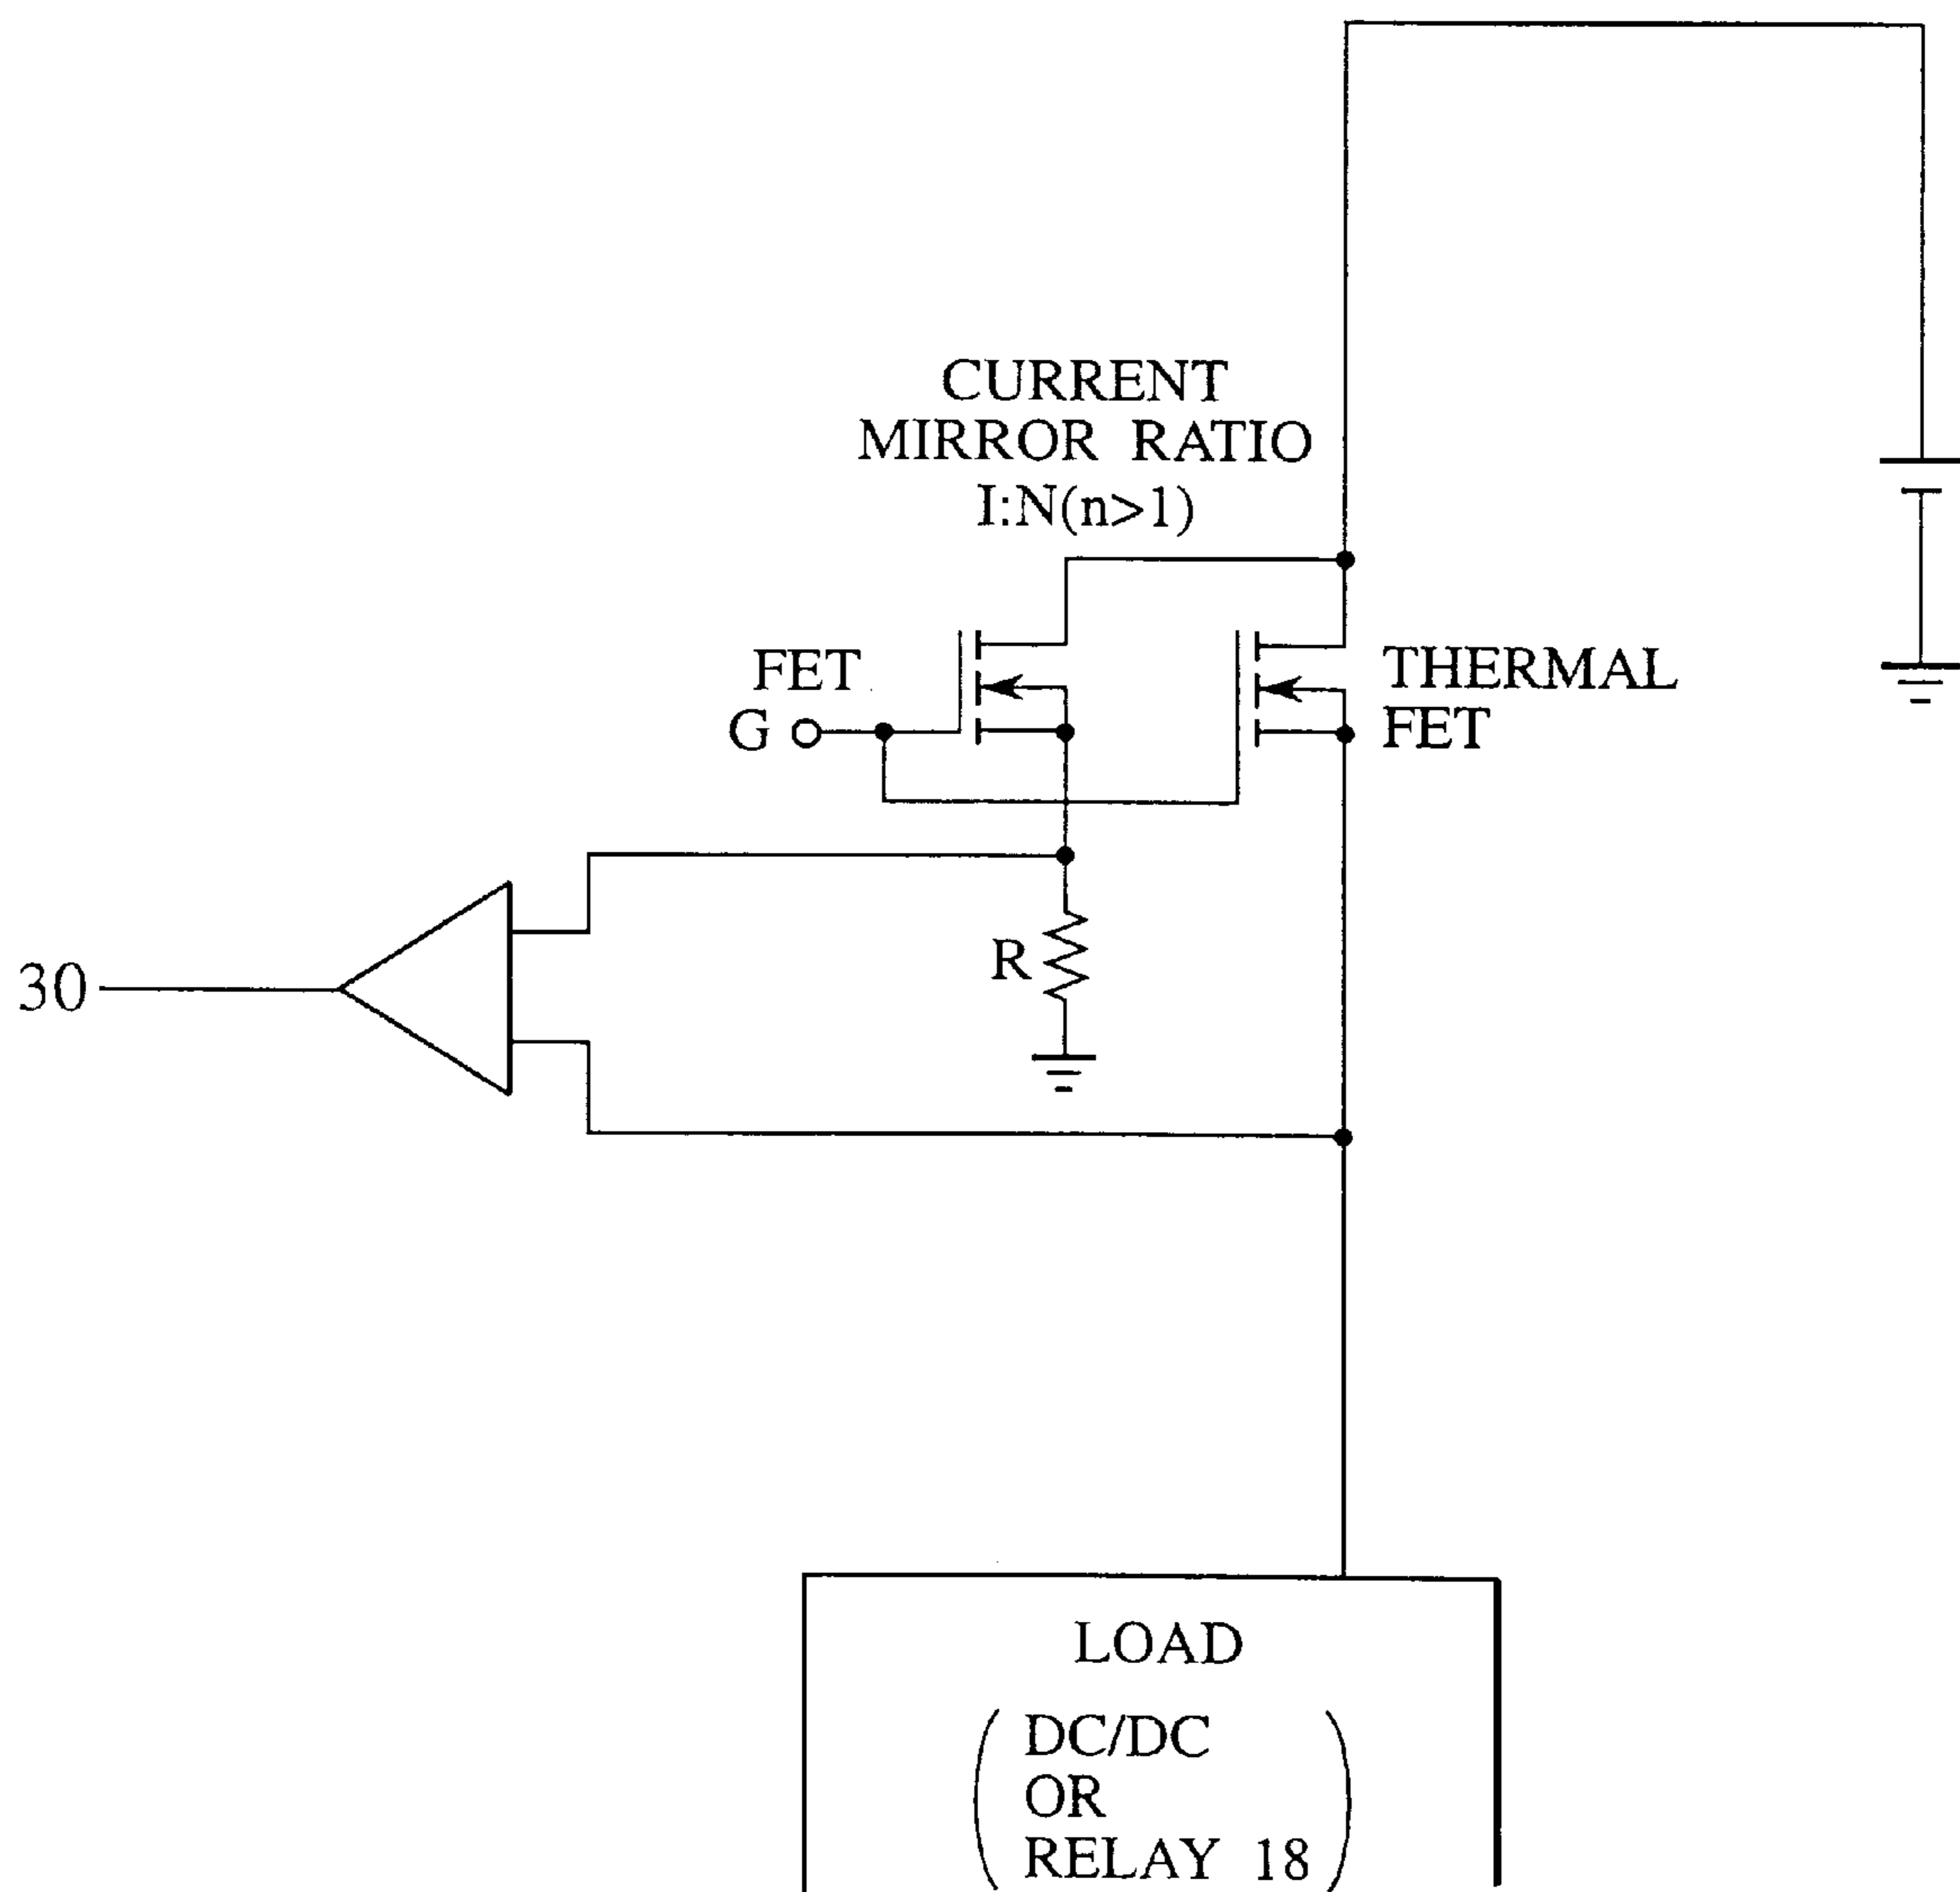 CURRENT
MIRROR RATIO
I:N(n>1)
FET
G
THERMAL
FET
R
30
LOAD
DC/DC
OR
RELAY 18